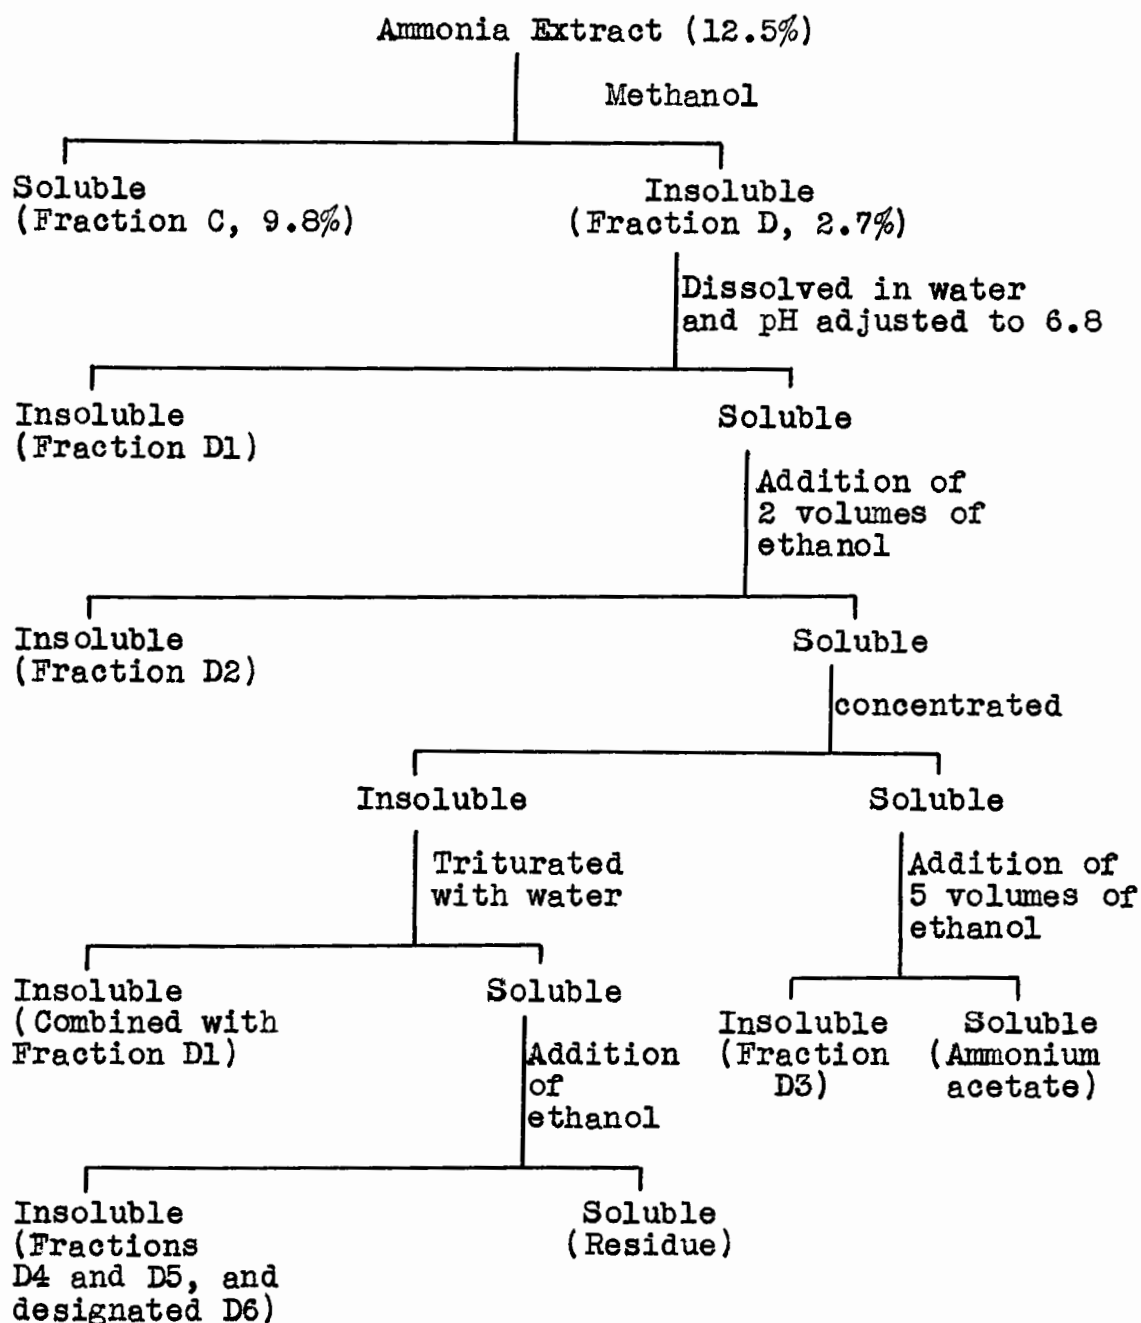 Ammonia Extract (12.5%)
Methanol
Soluble
(Fraction C, 9.8%)
Insoluble
(Fraction D, 2.7%)
Dissolved in water
and pH adjusted to 6.8
Insoluble
(Fraction D1)
Soluble
Addition of
2 volumes of
ethanol
Insoluble
(Fraction D2)
Soluble
concentrated
Insoluble
Soluble
Triturated
with water
Addition of
5 volumes of
ethanol
Insoluble
(Combined with
Fraction D1)
Soluble
Insoluble
(Fraction
D3)
Soluble
(Ammonium
acetate)
Addition
of
ethanol
Insoluble
(Fractions
D4 and D5, and
designated D6)
Soluble
(Residue)